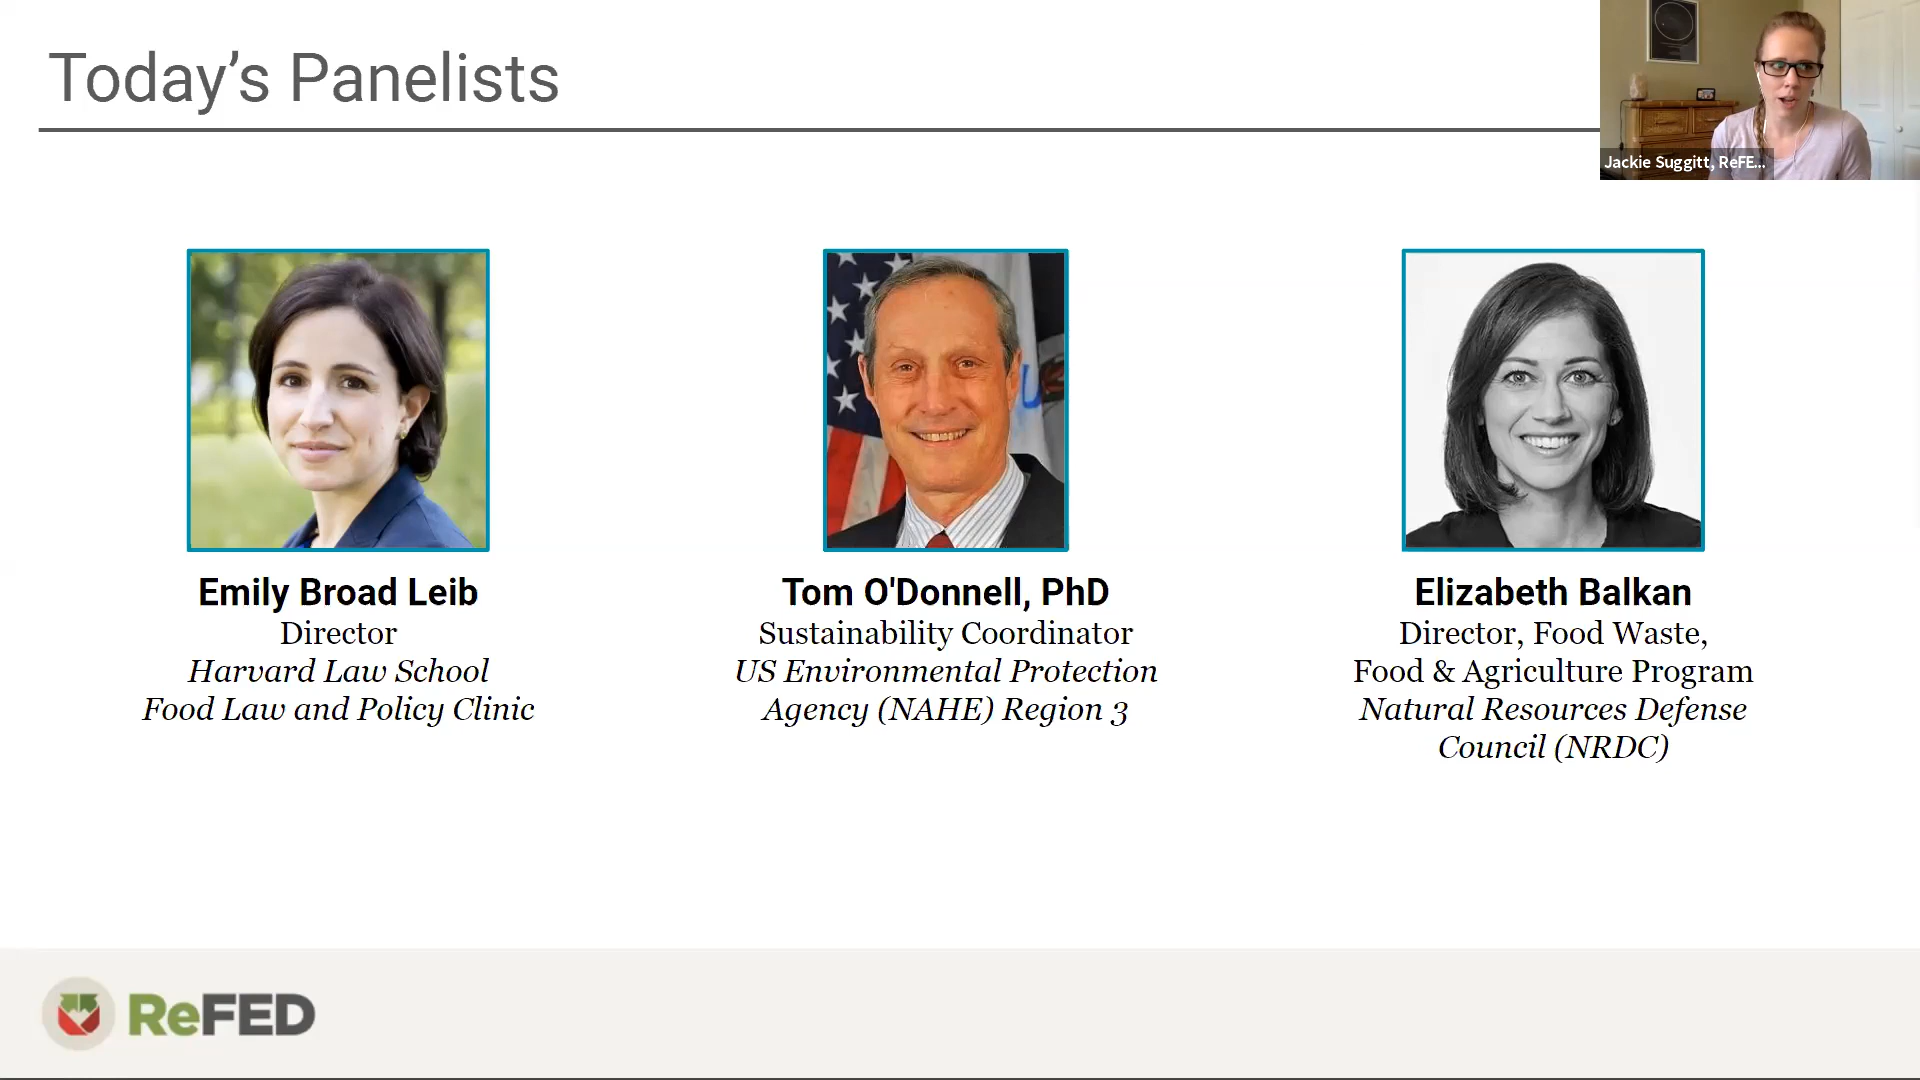 Today’s Panelists
Jackie Suggitt, ReFE...
Emily Broad Leib
Director
Harvard Law School
Food Law and Policy Clinic
Tom O'Donnell, PhD
Sustainability Coordinator
US Environmental Protection
Agency (NAHE) Region 3
Elizabeth Balkan
Director, Food Waste,
Food & Agriculture Program
Natural Resources Defense
Council (NRDC)
ReFED